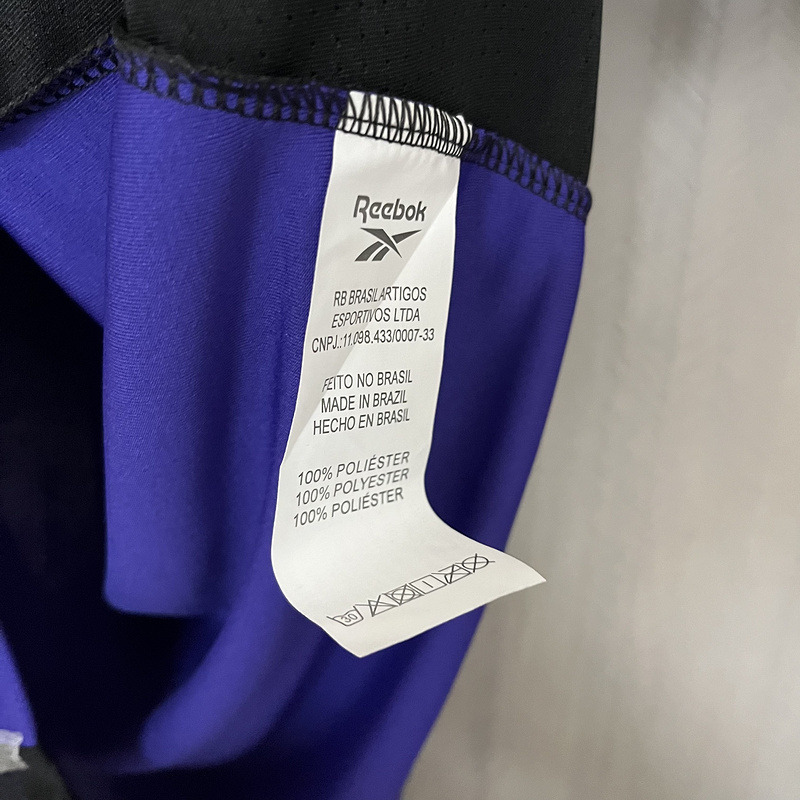 Reebok
RB BRASIL ARTIGOS
ESPORTIVOS LTDA
CNPJ.:11.098.433/0007-33
FEITO NO BRASIL
MADE IN BRAZIL
HECHO EN BRASIL
100% POLIÉSTER
100% POLYESTER
100% POLIÉSTER
30